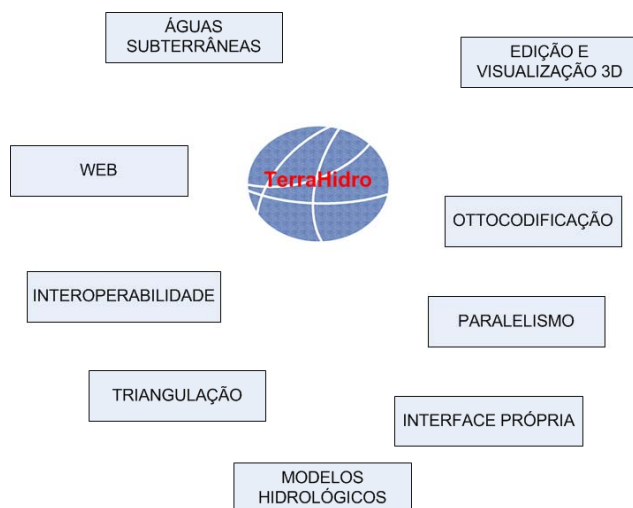 ÁGUAS
SUBTERRÂNEAS
EDIÇÃO E
VISUALIZAÇÃO 3D
WEB
TerraHidro
OTTOCODIFICAÇÃO
INTEROPERABILIDADE
PARALELISMO
TRIANGULAÇÃO
INTERFACE PRÓPRIA
MODELOS
HIDROLÓGICOS